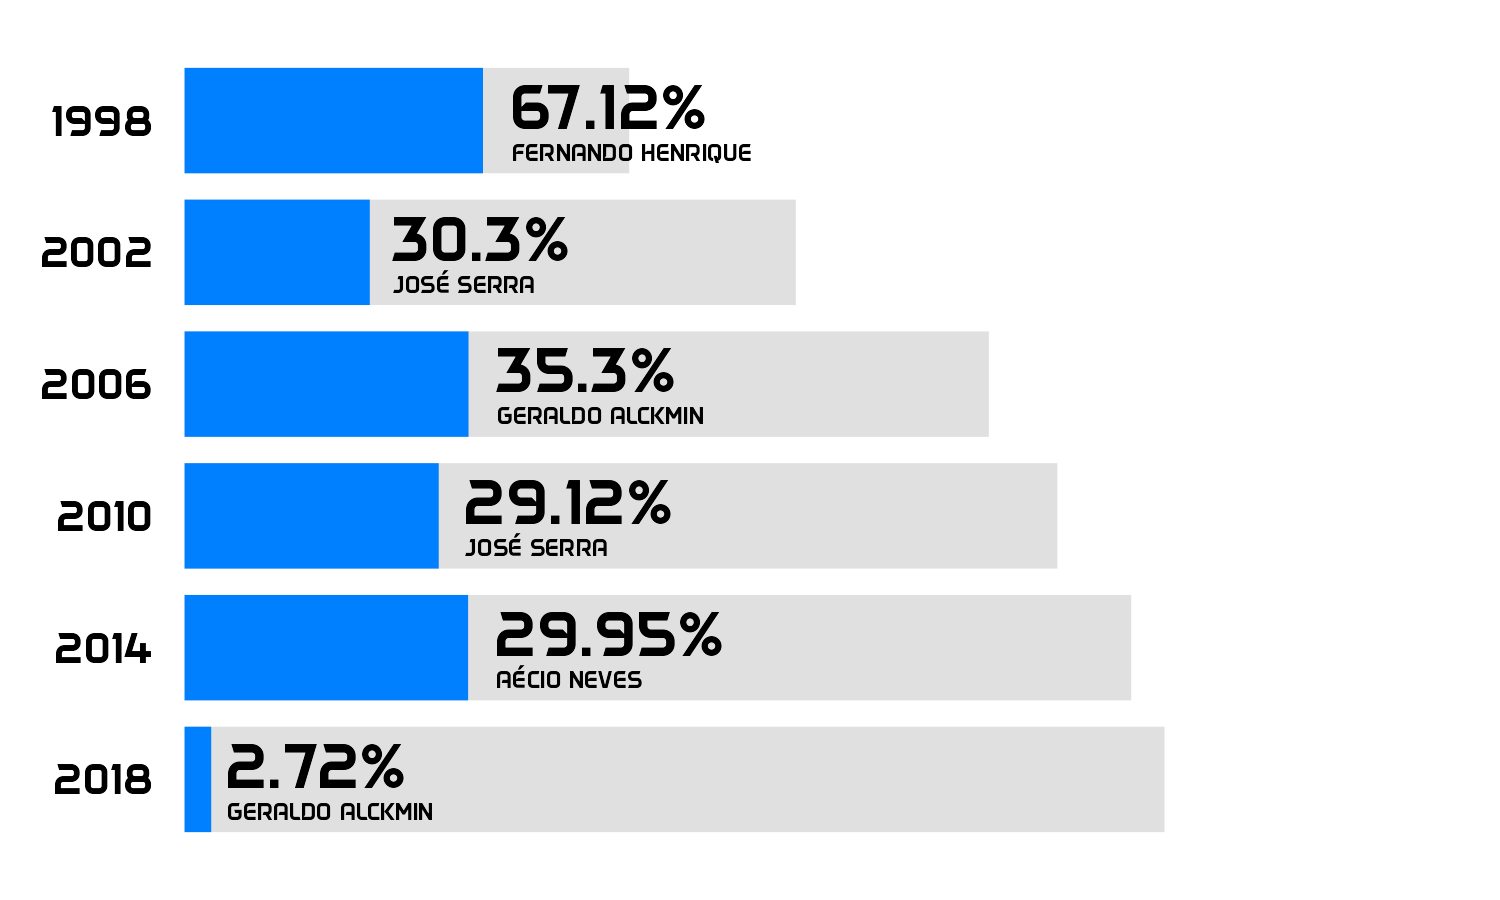 1998
67.12%
FERNANDO HENRIQUE
2002
30.3%
JOSÉ SERRA
2006
35.3%
GERALDO ALCKMIN
2010
29.12%
JOSÉ SERRA
2014
29.95%
AÉCIO NEVES
2018
2.72%
GERALDO ALCKMIN